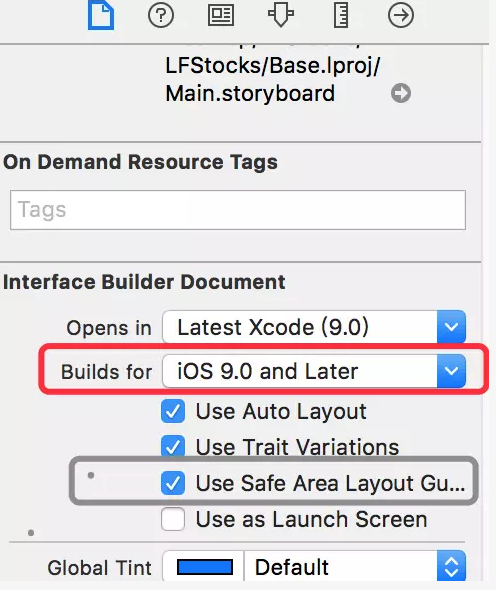 LFStocks/Base.lproj/
Main.storyboard
On Demand Resource Tags
Tags
Interface Builder Document
Opens in Latest Xcode (9.0)
Builds for iOS 9.0 and Later
Use Auto Layout
Use Trait Variations
Use Safe Area Layout Gu...
Use as Launch Screen
Global Tint Default